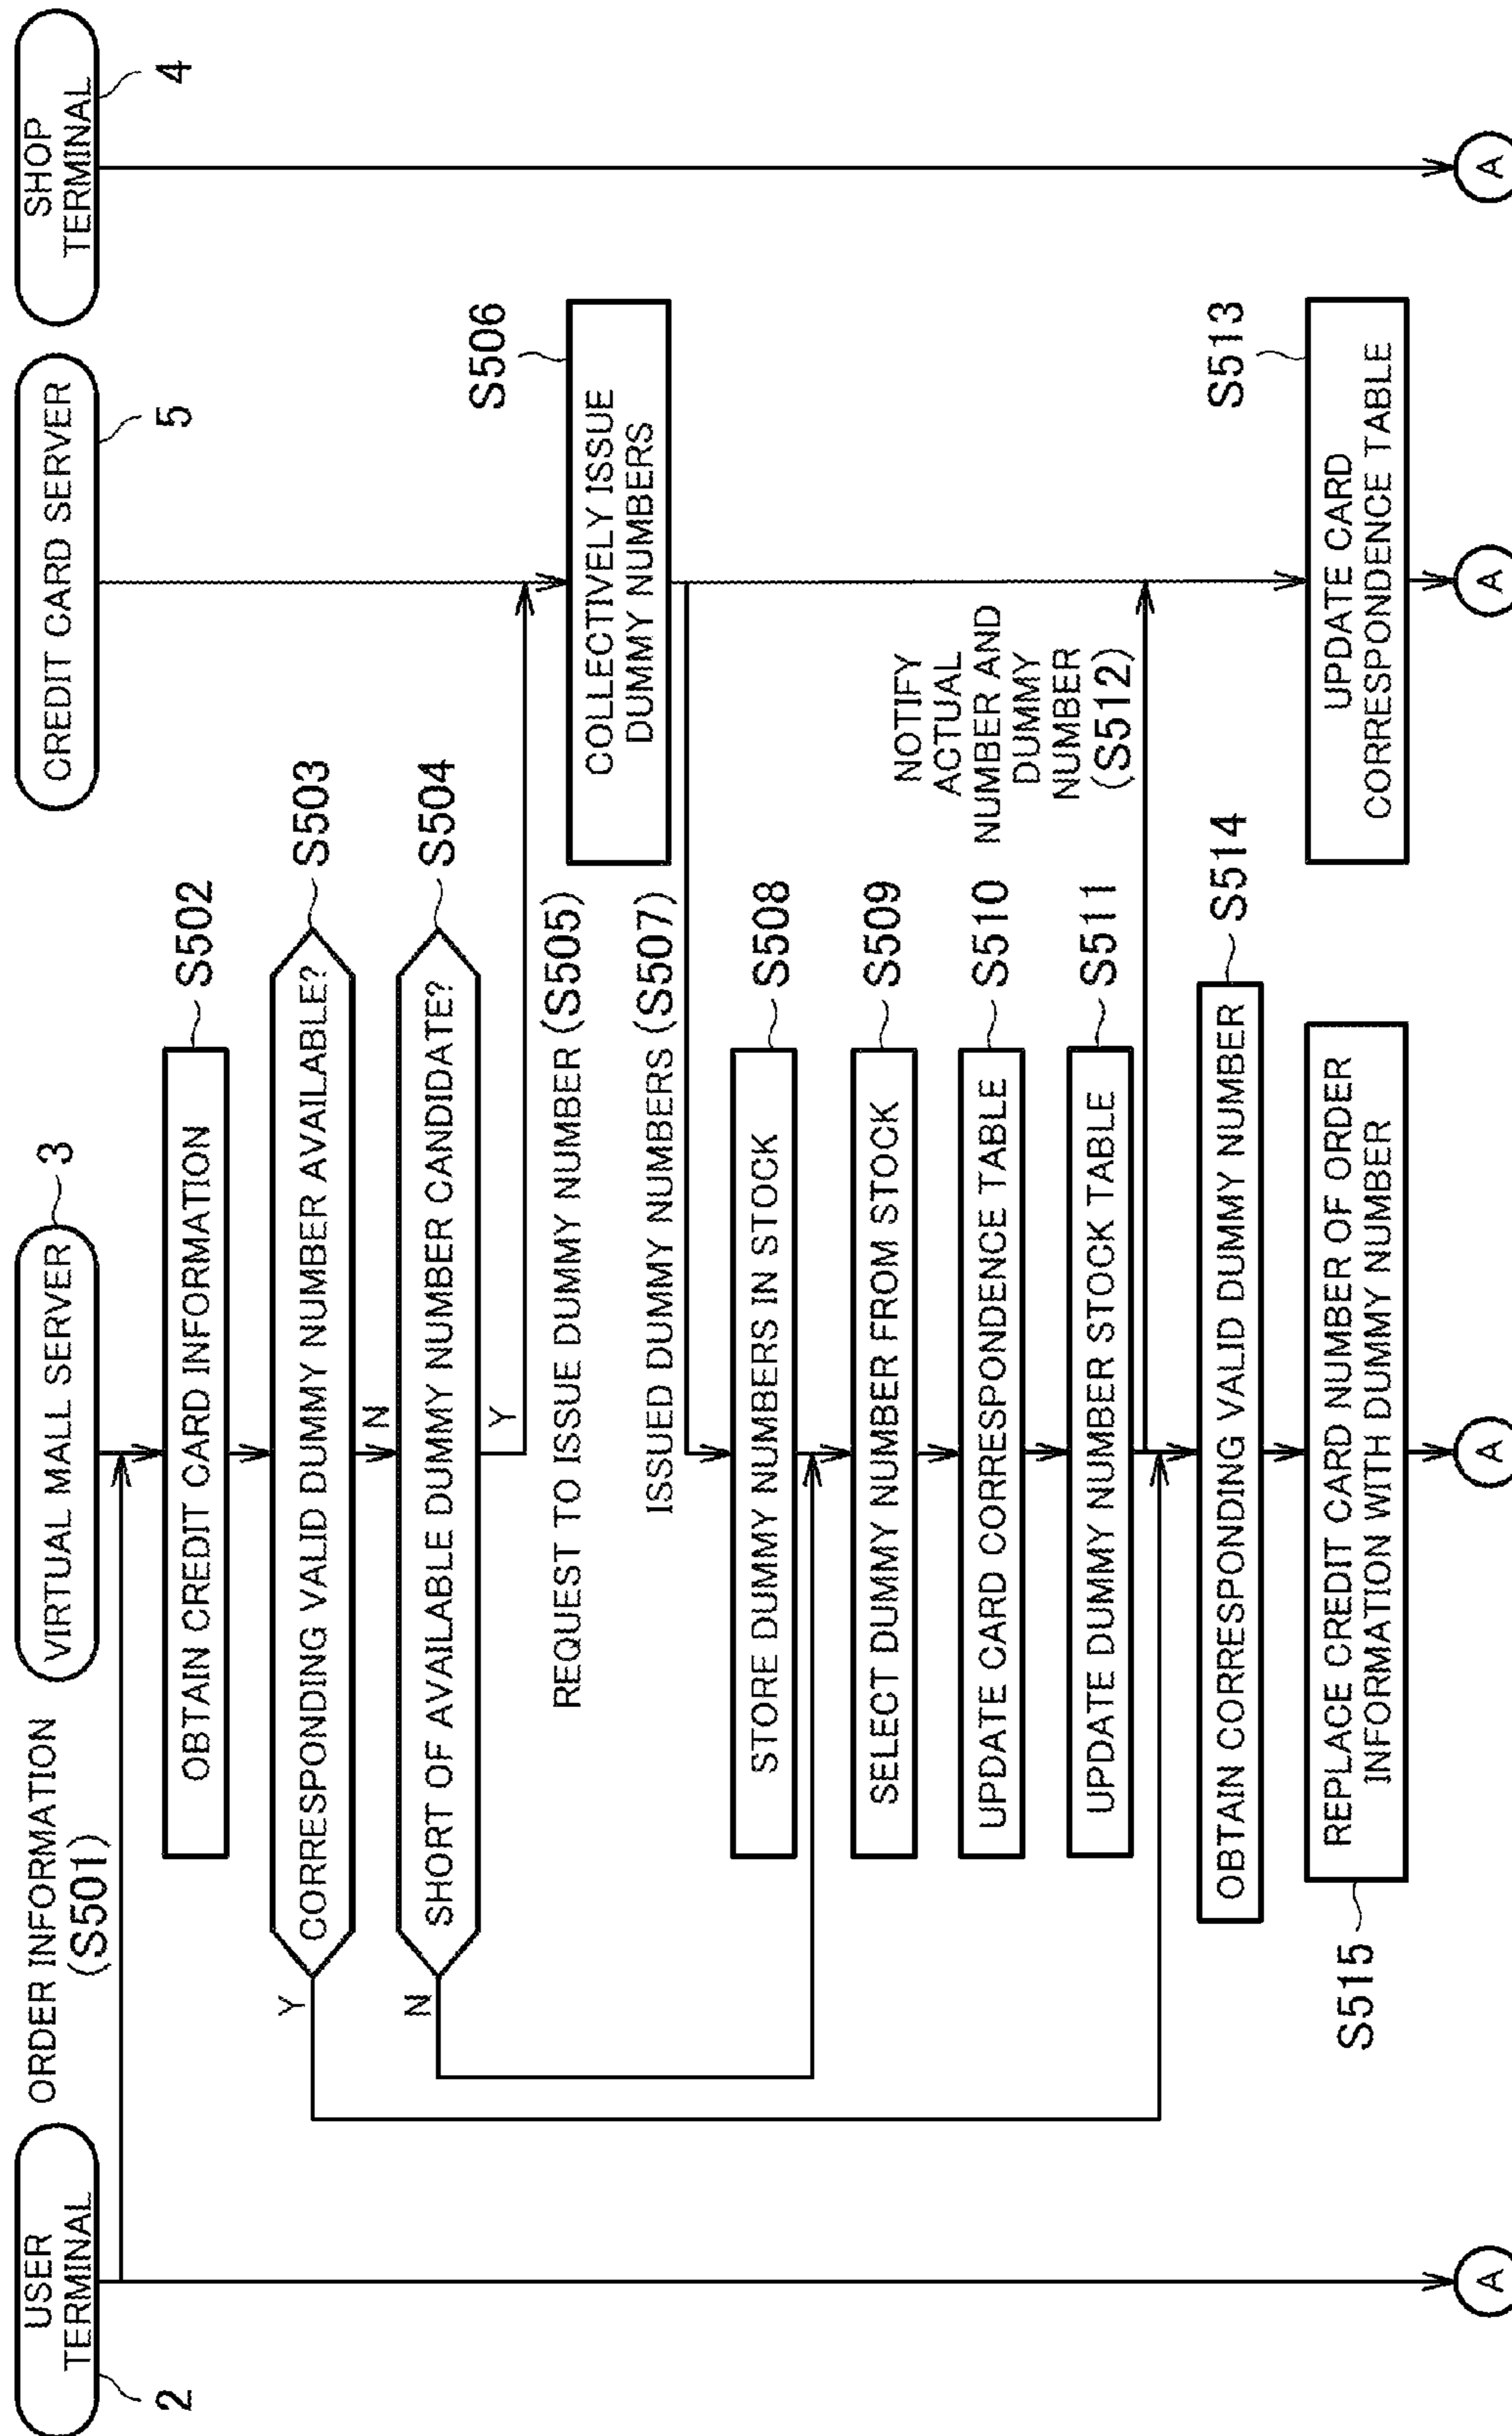 USER
TERMINAL
2
ORDER INFORMATION
(S501)
VIRTUAL MALL SERVER
3
CREDIT CARD SERVER
5
SHOP
TERMINAL
4
OBTAIN CREDIT CARD INFORMATION
S502
CORRESPONDING VALID DUMMY NUMBER AVAILABLE?
S503
Y
N
SHORT OF AVAILABLE DUMMY NUMBER CANDIDATE?
S504
N
Y
REQUEST TO ISSUE DUMMY NUMBER (S505)
COLLECTIVELY ISSUE
DUMMY NUMBERS
S506
ISSUED DUMMY NUMBERS (S507)
STORE DUMMY NUMBERS IN STOCK
S508
SELECT DUMMY NUMBER FROM STOCK
S509
UPDATE CARD CORRESPONDENCE TABLE
S510
UPDATE DUMMY NUMBER STOCK TABLE
S511
NOTIFY
ACTUAL
NUMBER AND
DUMMY
NUMBER
(S512)
UPDATE CARD
CORRESPONDENCE TABLE
S513
OBTAIN CORRESPONDING VALID DUMMY NUMBER
S514
REPLACE CREDIT CARD NUMBER OF ORDER
INFORMATION WITH DUMMY NUMBER
S515
A
A
A
A